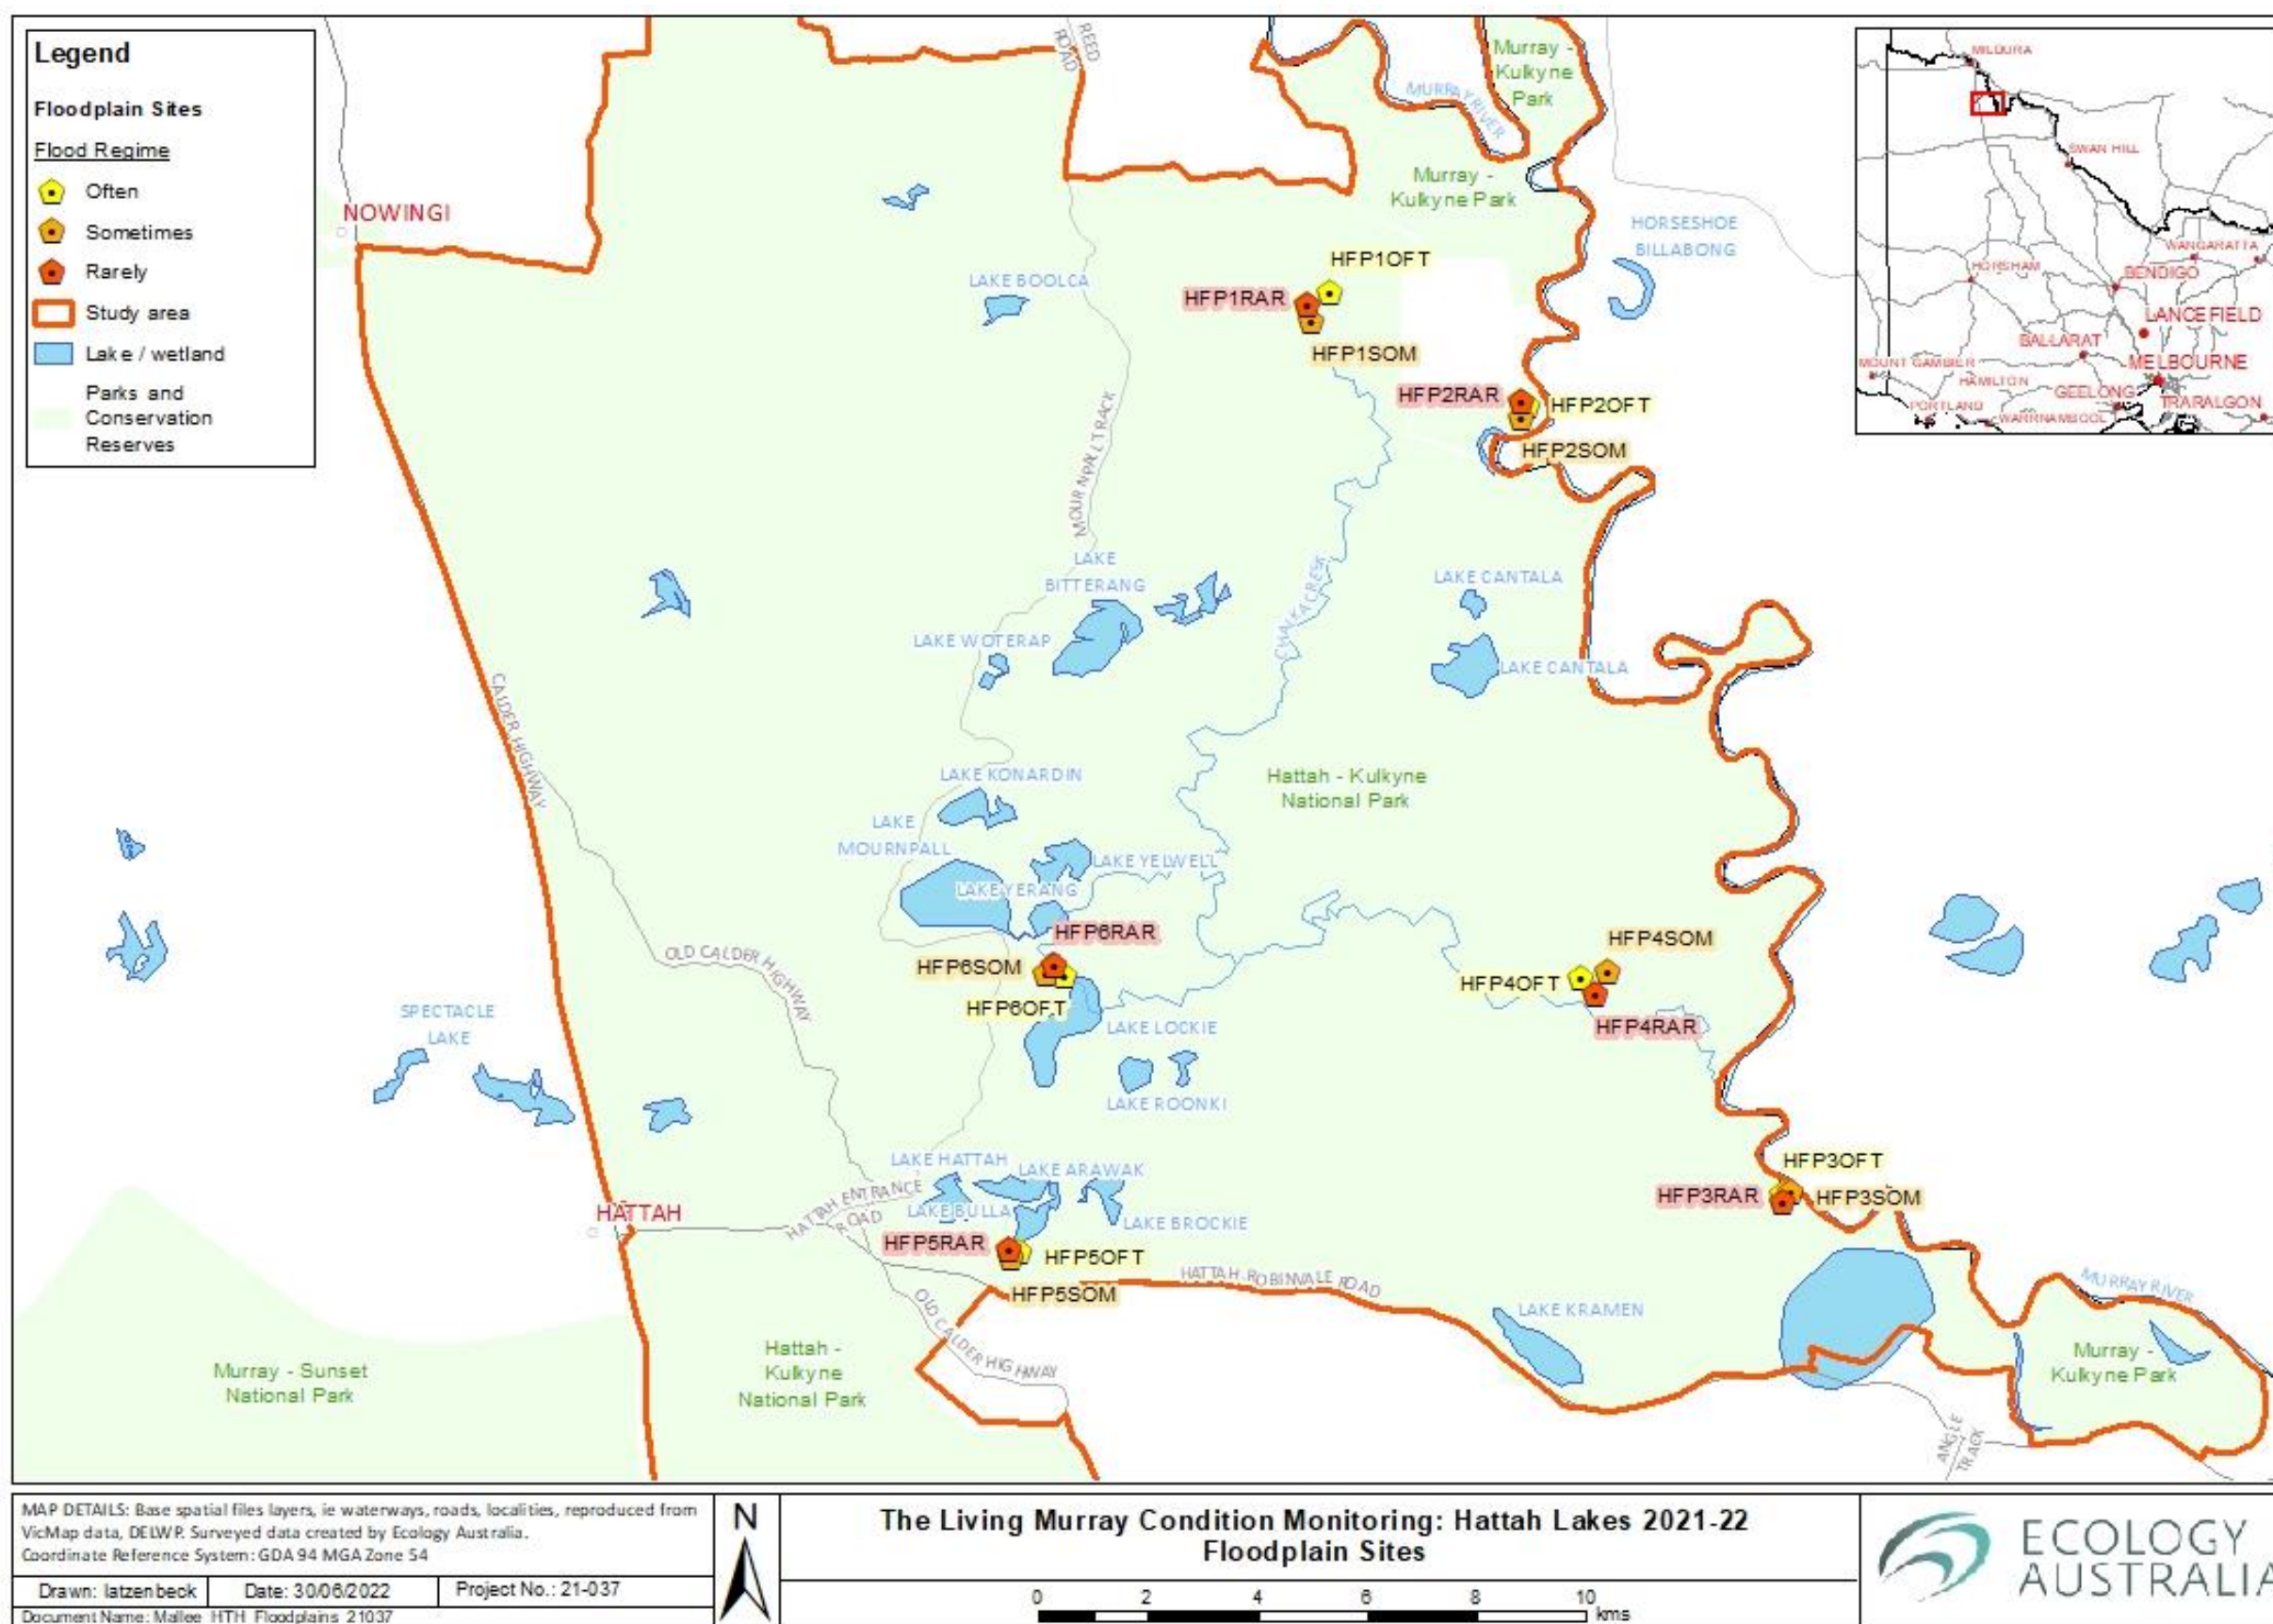 Legend
Floodplain Sites
Flood Regime
Often
Sometimes
Rarely
Study area
Lake / wetland
Parks and
Conservation
Reserves
REED
ROAD
MURRAY RIVER
Murray -
Kulkyne
Park
Murray -
Kulkyne Park
NOWINGI
HORSESHOE
BILLABONG
LAKE BOOLCA
HFP1OFT
HFP1RAR
HFP1SOM
HFP2RAR
HFP2OFT
HFP2SOM
MOURNPALL TRACK
CHALKA CREEK
LAKE
BITTERANG
LAKE CANTALA
LAKE WOTERAP
LAKE CANTALA
CALDER HIGHWAY
LAKE KONARDIN
Hattah - Kulkyne
National Park
LAKE
MOURNPALL
LAKE YELWELL
LAKE YERANG
HFP6RAR
HFP6SOM
HFP6OFT
HFP4SOM
HFP4OFT
HFP4RAR
OLD CALDER HIGHWAY
SPECTACLE
LAKE
LAKE LOCKIE
LAKE ROONKI
LAKE HATTAH
LAKE ARAWAK
HFP3OFT
HFP3RAR
HFP3SOM
HATTAH
HATTAH ENTRANCE
ROAD
LAKE BULLA
LAKE BROCKIE
HFP5RAR
HFP5OFT
HFP5SOM
HATTAH-ROBINVALE ROAD
OLD CALDER HIGHWAY
LAKE KRAMEN
MURRAY RIVER
Murray - Sunset
National Park
Hattah -
Kulkyne
National Park
Murray -
Kulkyne Park
ANGLE
TRACK
MILDURA
SWAN HILL
WANGARATTA
HORSHAM
BENDIGO
LANCEFIELD
BALLARAT
MOUNT GAMBIER
MELBOURNE
HAMILTON
GEELONG
PORTLAND
WARRNAMBOOL
TRARALGON
MAP DETAILS: Base spatial files layers, ie waterways, roads, localities, reproduced from
VicMap data, DELWP. Surveyed data created by Ecology Australia.
Coordinate Reference System: GDA 94 MGA Zone 54
Drawn: latzenbeck
Date: 30/06/2022
Project No.: 21-037
Document Name: Mallee_HTH_Floodplains_21037
N
The Living Murray Condition Monitoring: Hattah Lakes 2021-22
Floodplain Sites
0 2 4 6 8 10
kms
ECOLOGY
AUSTRALIA